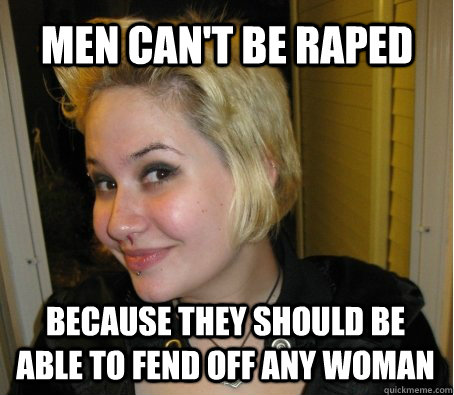 MEN CAN'T BE RAPED
BECAUSE THEY SHOULD BE
ABLE TO FEND OFF ANY WOMAN
quickmeme.com